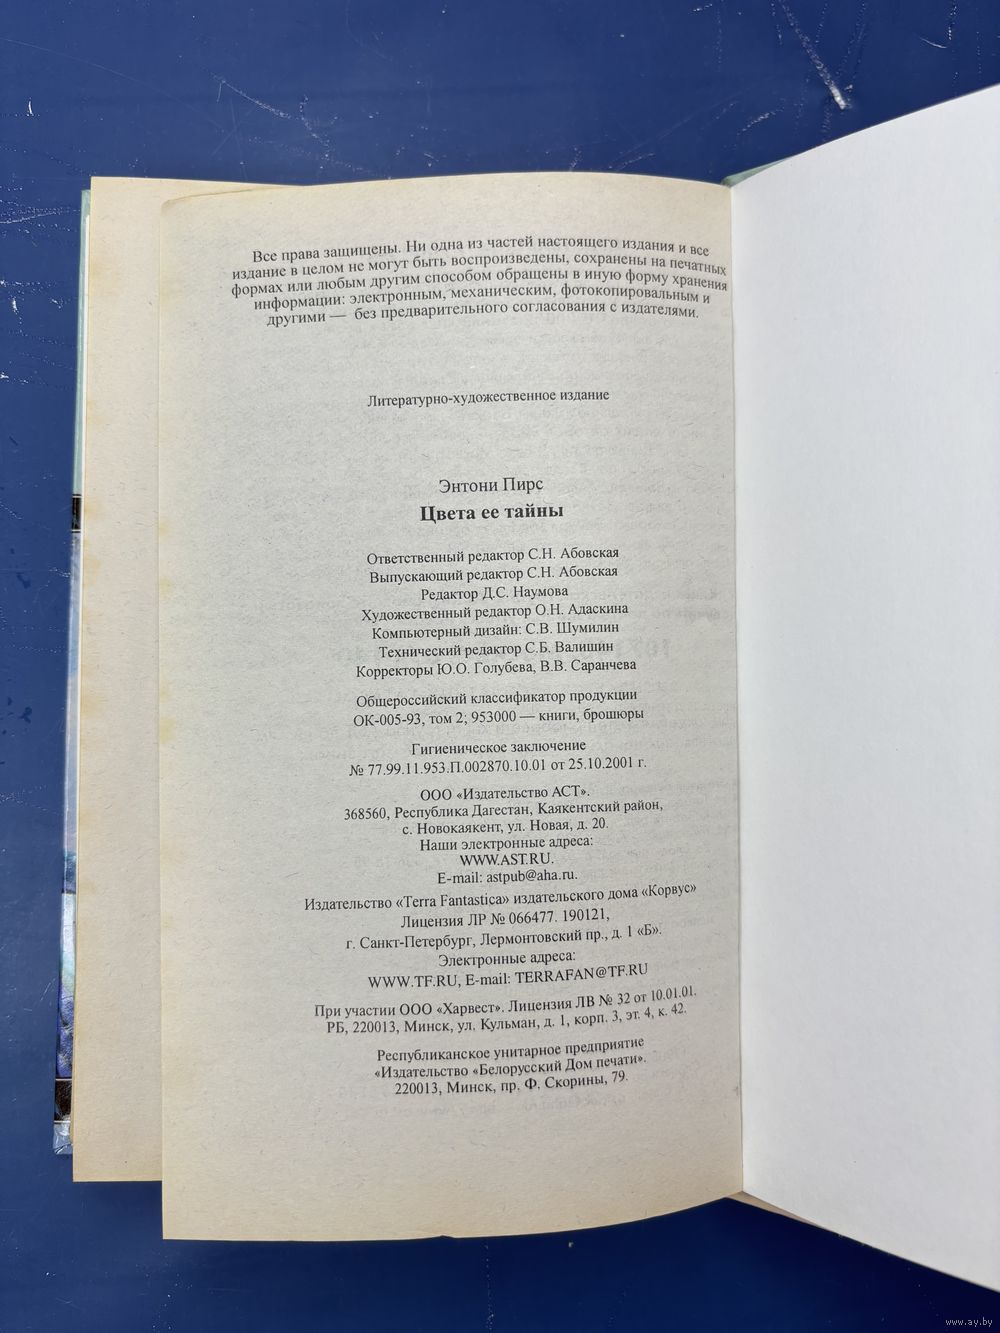 Все права защищены. Ни одна из частей настоящего издания и все
издание в целом не могут быть воспроизведены, сохранены на печатных
формах или любым другим способом обращены в иную форму хранения
информации: электронным, механическим, фотокопировальным и
другими — без предварительного согласования с издателями.
Литературно-художественное издание
Энтони Пирс
Цвета ее тайны
Ответственный редактор С.Н. Абовская
Выпускающий редактор С.Н. Абовская
Редактор Д.С. Наумова
Художественный редактор О.Н. Адаскина
Компьютерный дизайн: С.В. Шумилин
Технический редактор С.Б. Валишин
Корректоры Ю.О. Голубева, В.В. Саранчева
Общероссийский классификатор продукции
ОК-005-93, том 2; 953000 — книги, брошюры
Гигиеническое заключение
№ 77.99.11.953.П.002870.10.01 от 25.10.2001 г.
ООО «Издательство АСТ».
368560, Республика Дагестан, Каякентский район,
с. Новокаякент, ул. Новая, д. 20.
Наши электронные адреса:
WWW.AST.RU.
E-mail: astpub@aha.ru.
Издательство «Terra Fantastica» издательского дома «Корвус»
Лицензия ЛР № 066477. 190121,
г. Санкт-Петербург, Лермонтовский пр., д. 1 «Б».
Электронные адреса:
WWW.TF.RU, E-mail: TERRAFAN@TF.RU
При участии ООО «Харвест». Лицензия ЛВ № 32 от 10.01.01.
РБ, 220013, Минск, ул. Кульман, д. 1, корп. 3, эт. 4, к. 42.
Республиканское унитарное предприятие
«Издательство «Белорусский Дом печати».
220013, Минск, пр. Ф. Скорины, 79.
www.ay.by